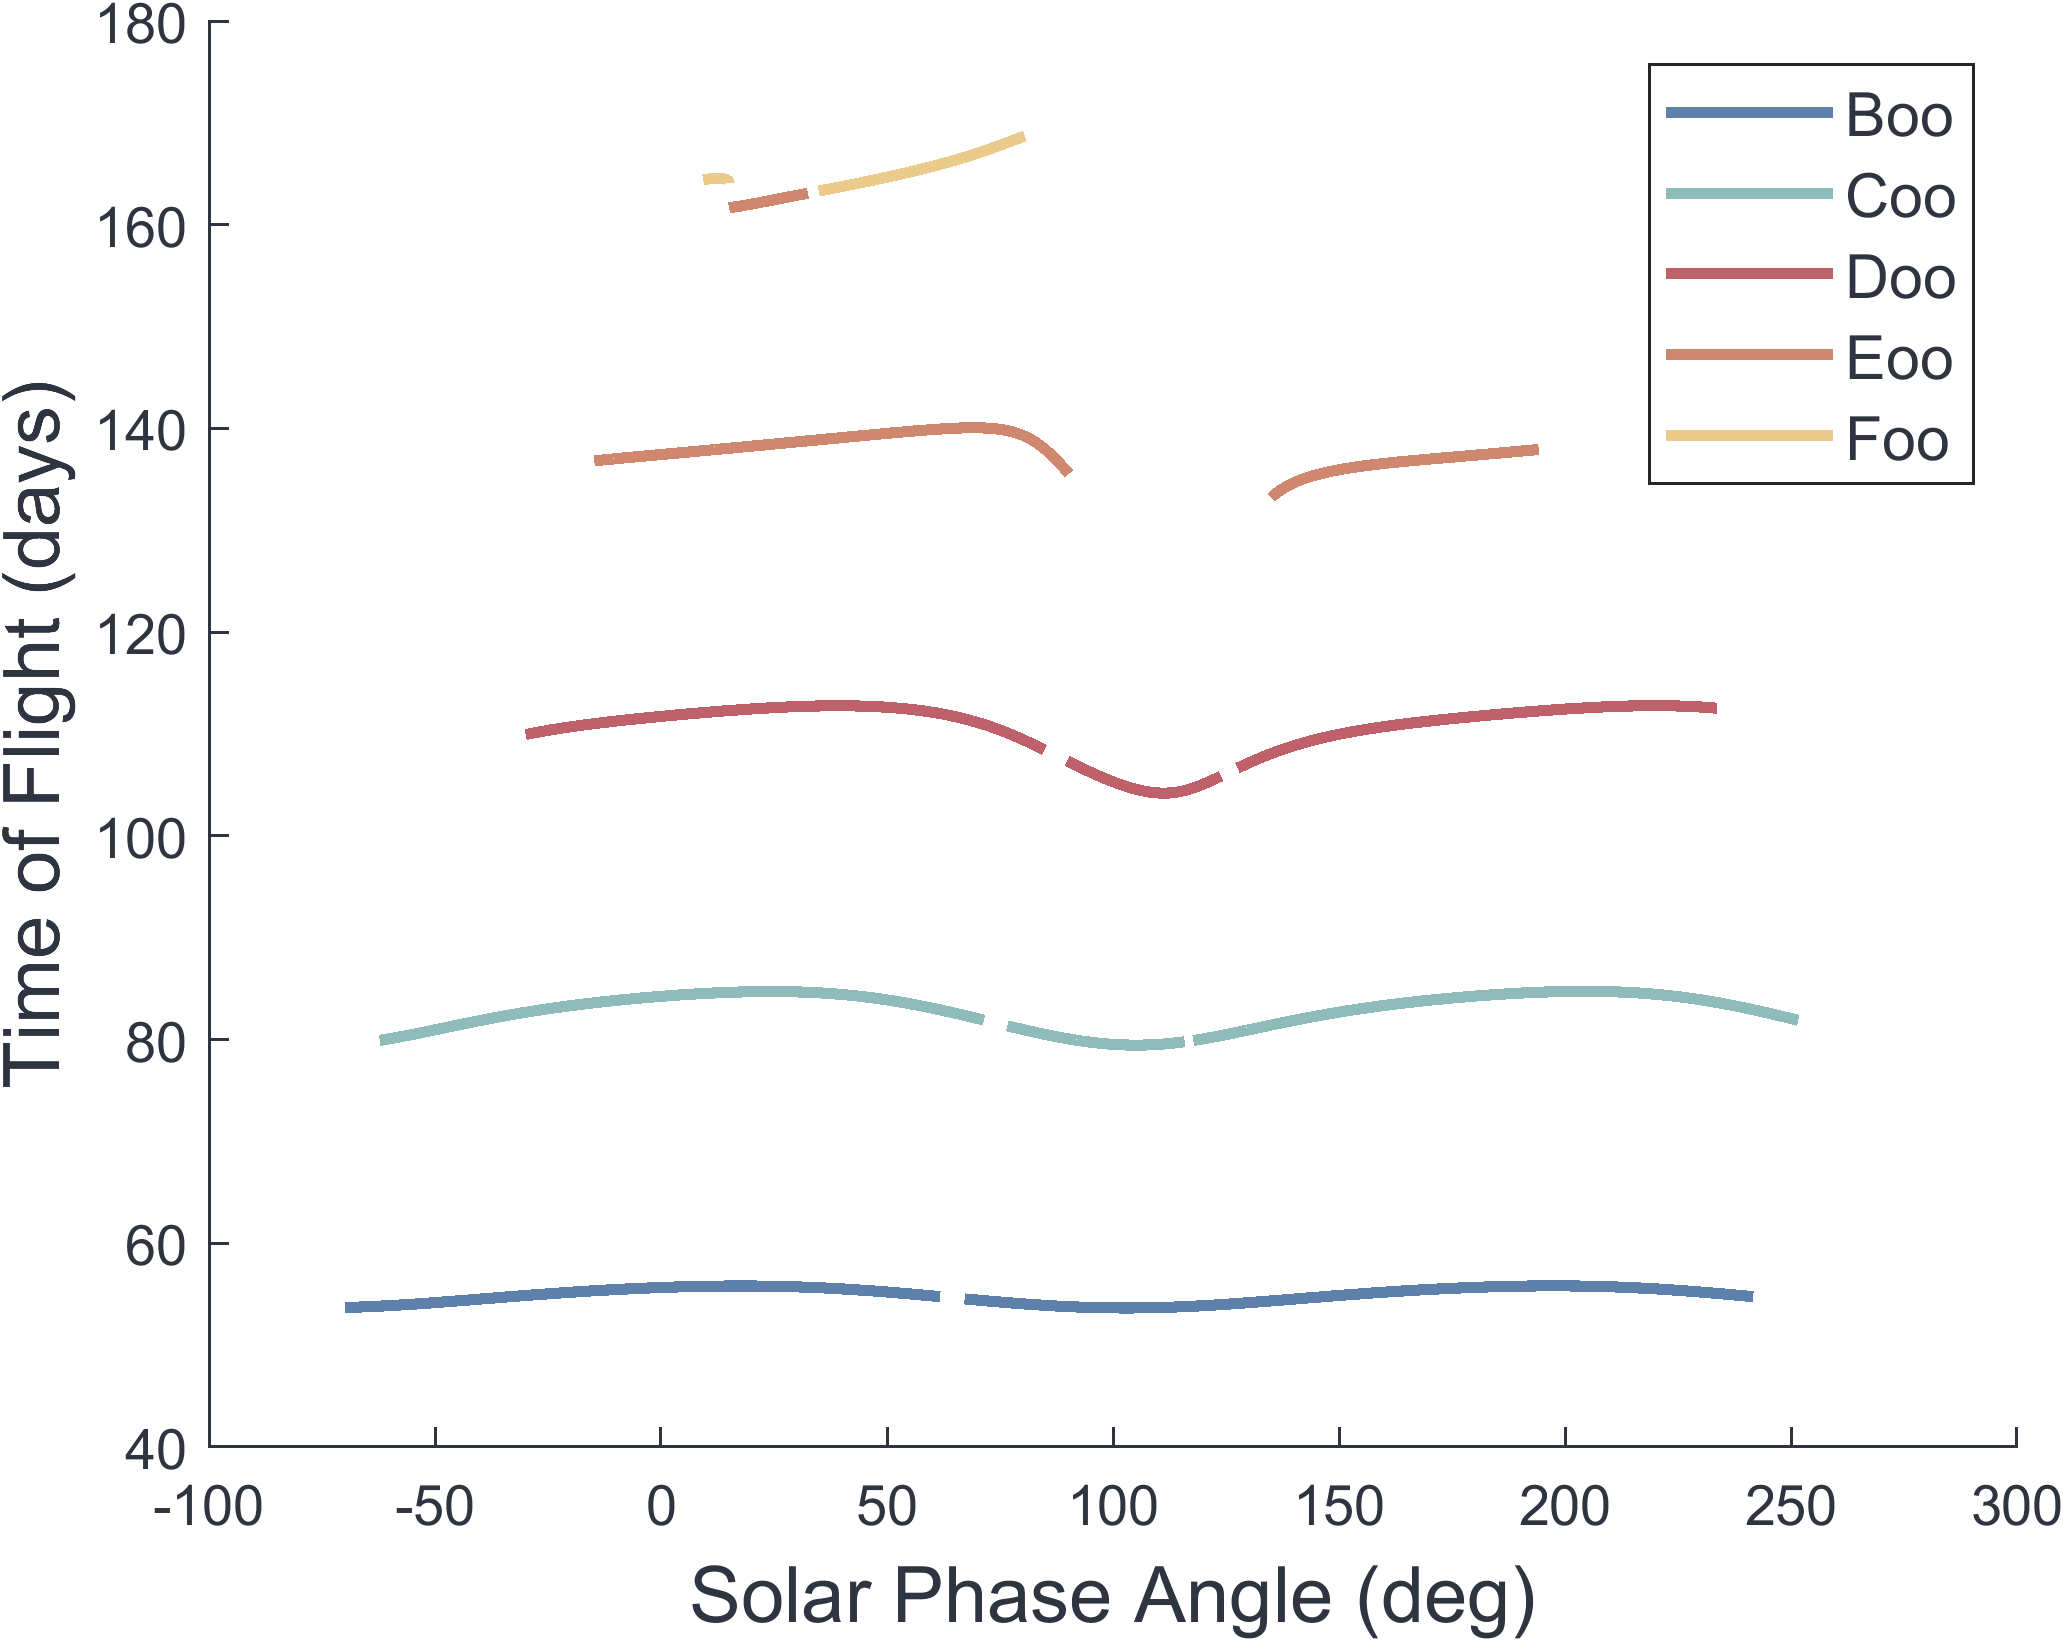 180
160
140
120
100
80
60
40
-100 -50 0 50 100 150 200 250 300
Time of Flight (days)
Solar Phase Angle (deg)
Boo
Coo
Doo
Eoo
Foo